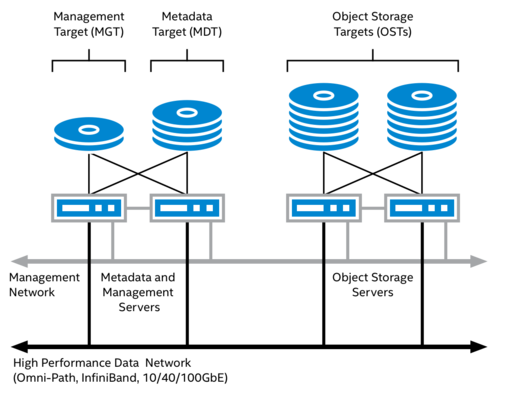 Management
Target (MGT)
Metadata
Target (MDT)
Object Storage
Targets (OSTs)
Management
Network
Metadata and
Management
Servers
Object Storage
Servers
High Performance Data Network
(Omni-Path, InfiniBand, 10/40/100GbE)